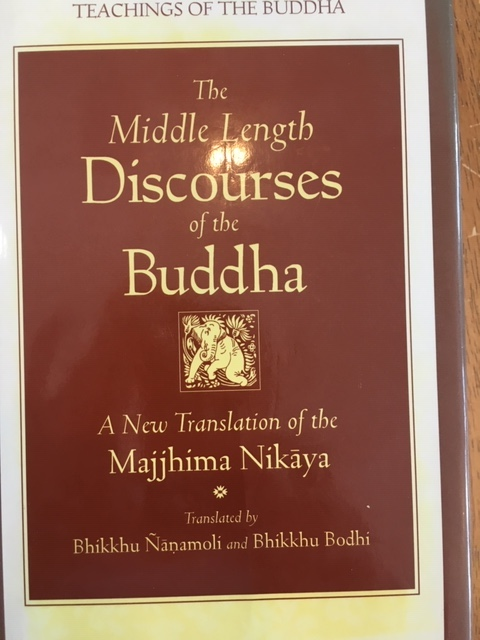 TEACHINGS OF THE BUDDHA
The
Middle Length
Discourses
of the
Buddha
A New Translation of the
Majjhima Nikāya
Translated by
Bhikkhu Ñāṇamoli and Bhikkhu Bodhi